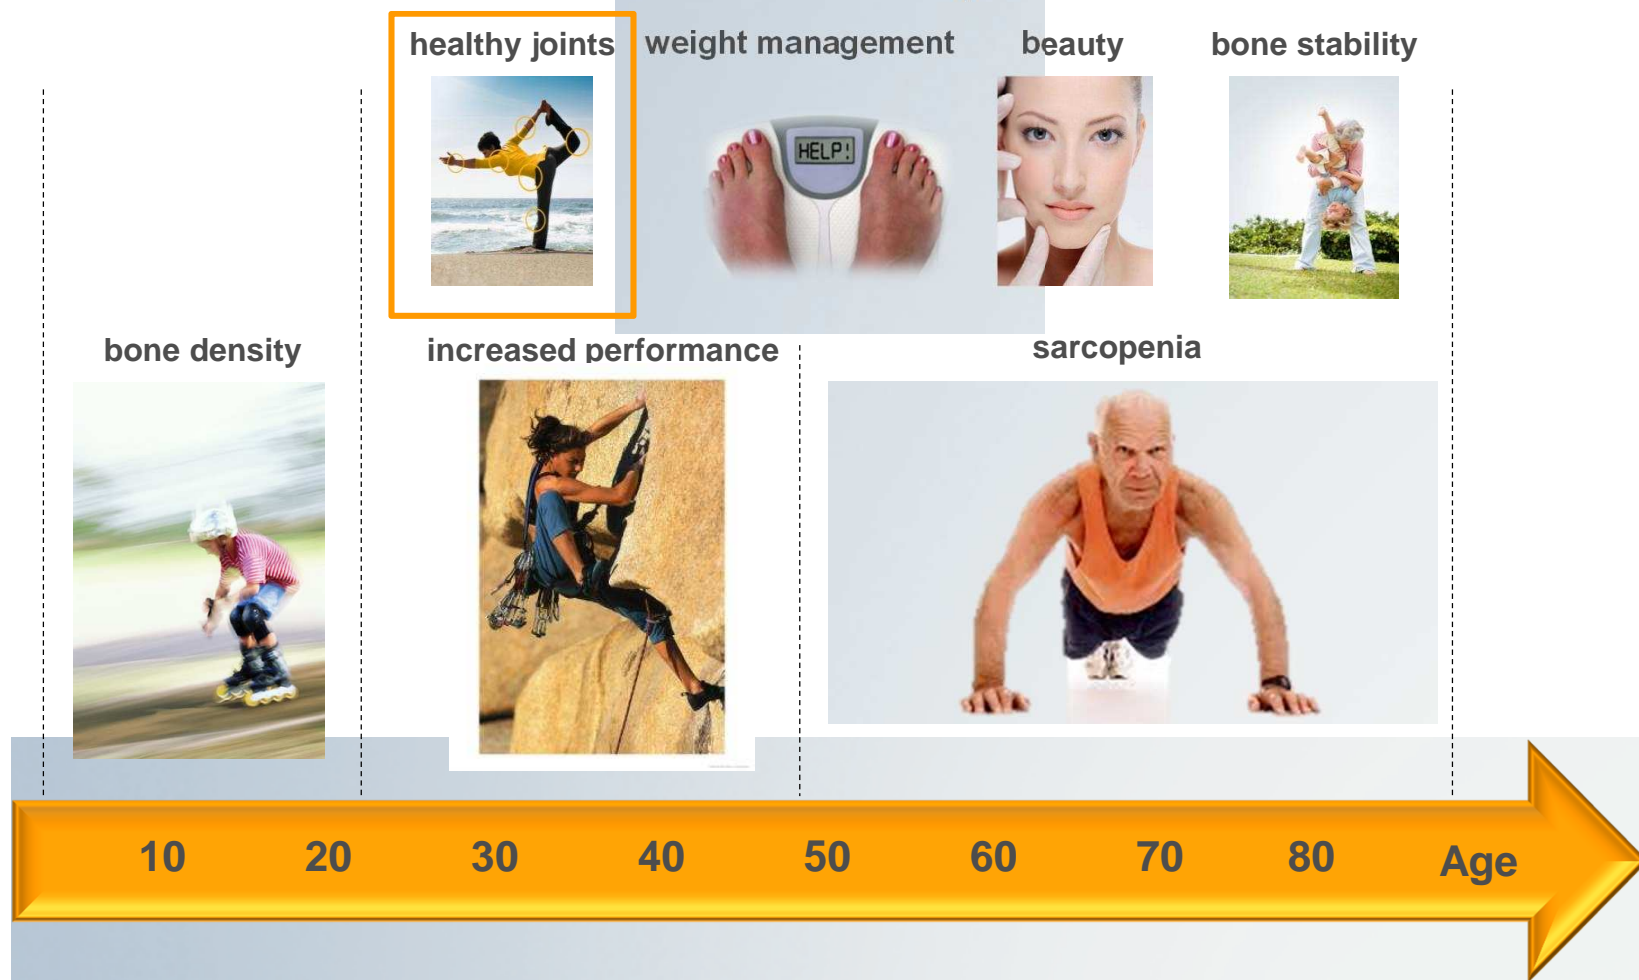 healthy joints
weight management
beauty
bone stability
HELP!
bone density
increased performance
sarcopenia
10
20
30
40
50
60
70
80
Age